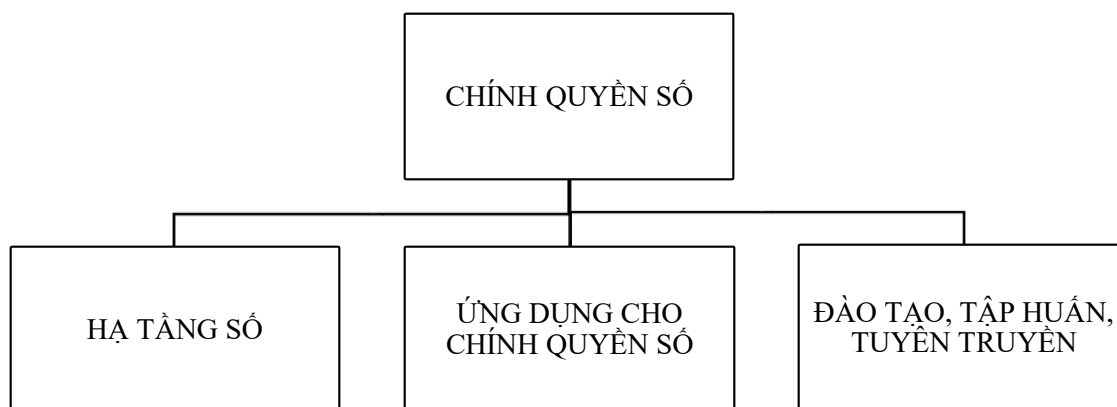 CHÍNH QUYỀN SỐ
HẠ TẦNG SỐ
ỨNG DỤNG CHO
CHÍNH QUYỀN SỐ
ĐÀO TẠO, TẬP HUẤN,
TUYÊN TRUYỀN